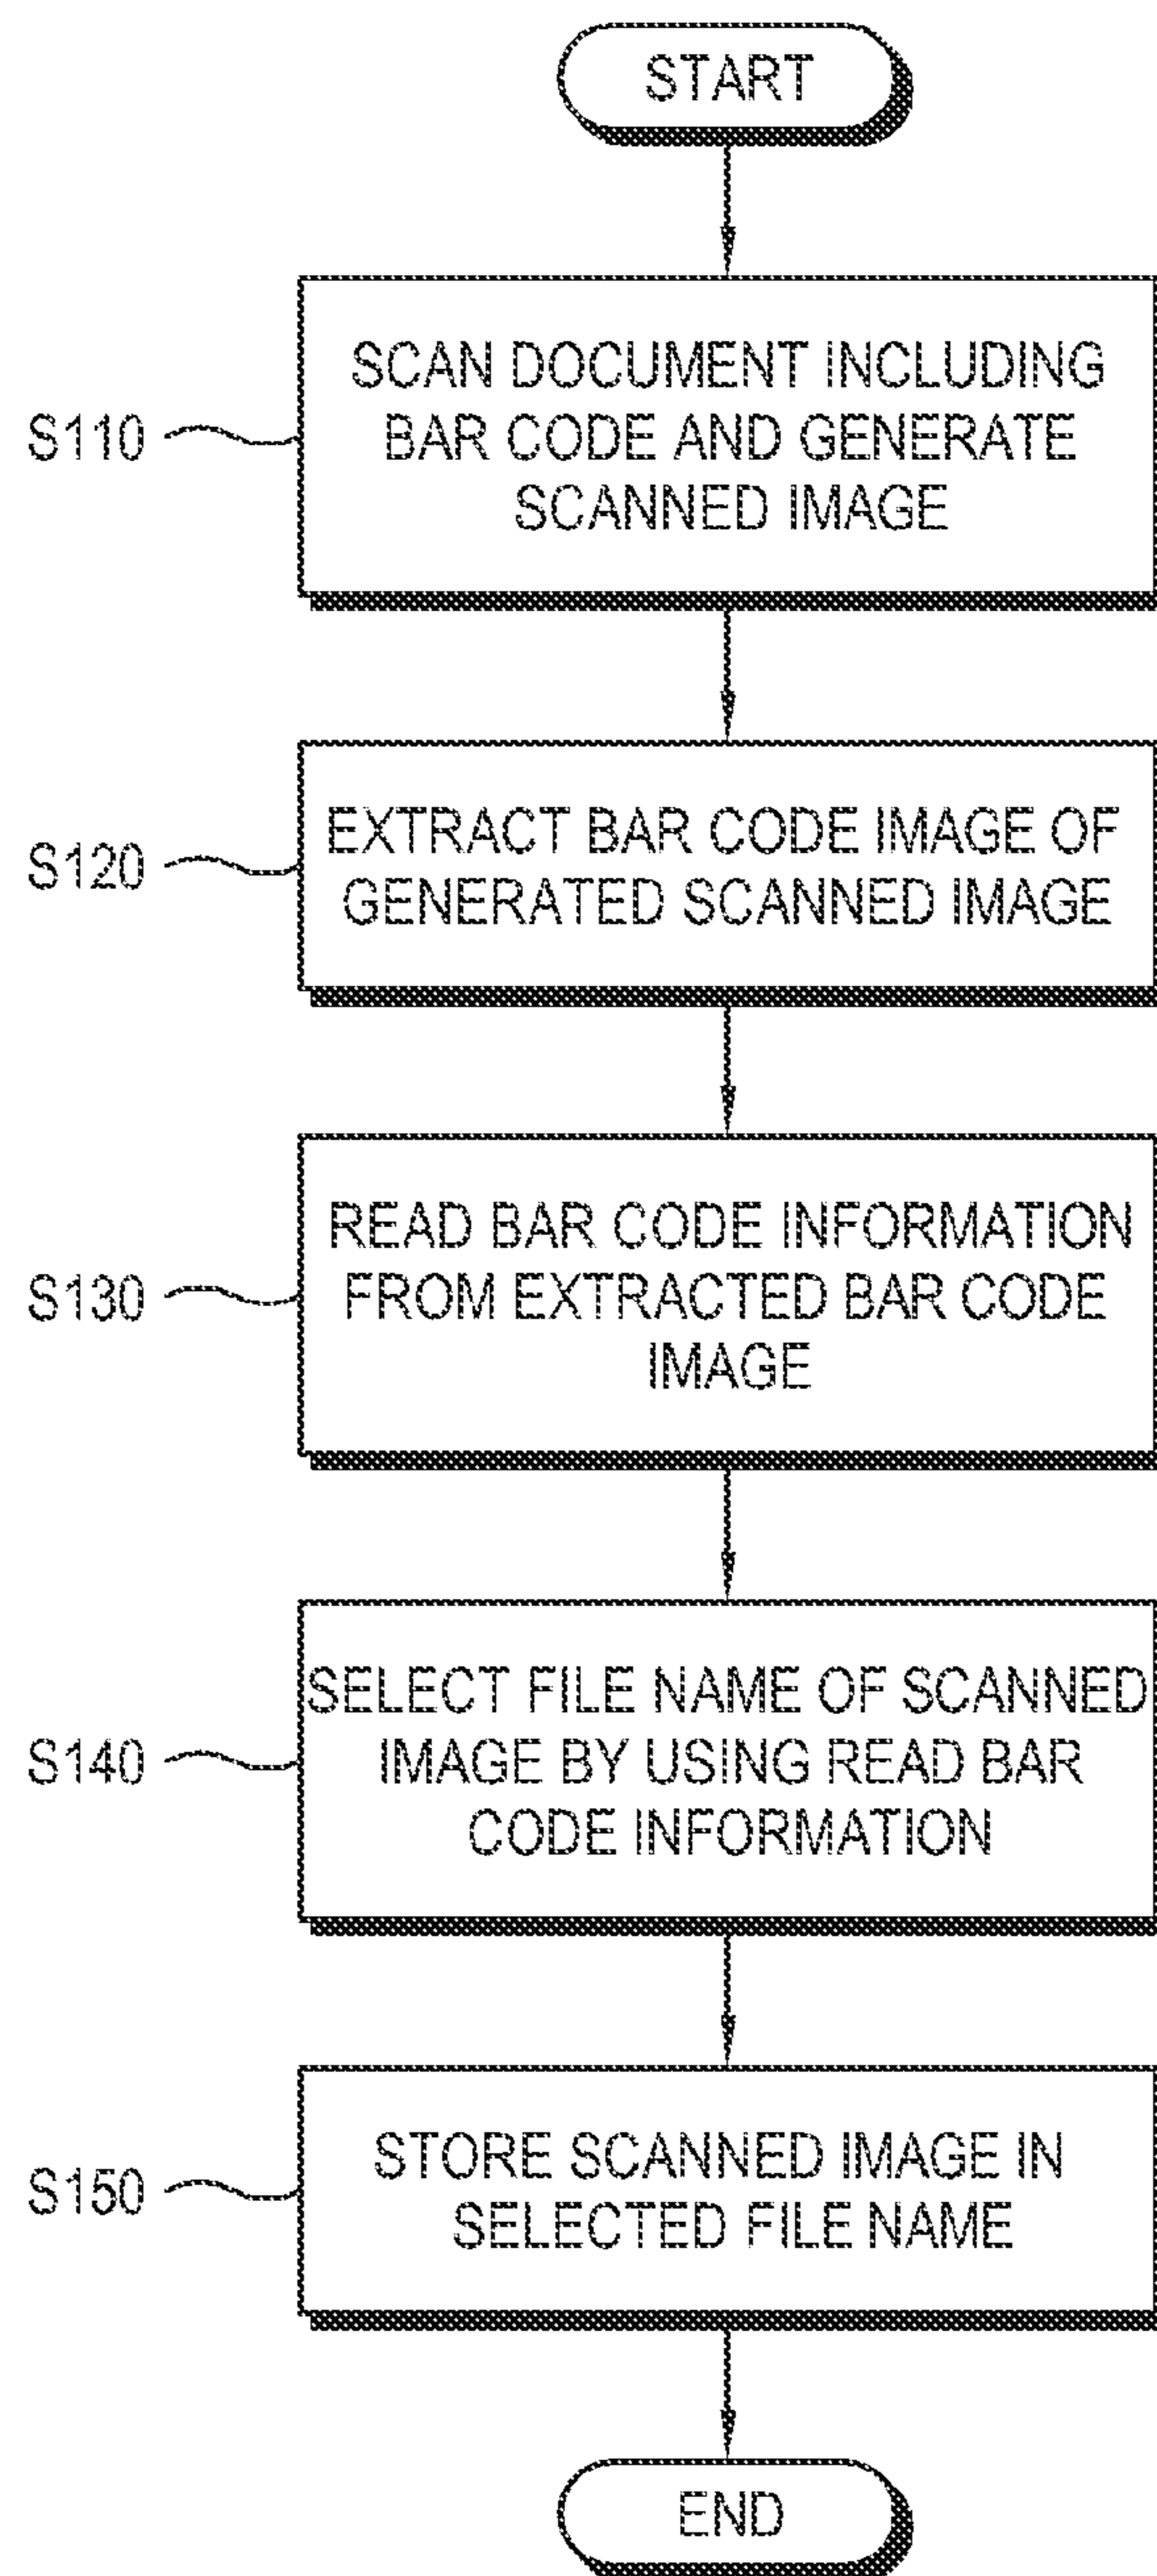 START
SCAN DOCUMENT INCLUDING
BAR CODE AND GENERATE
SCANNED IMAGE
S110
EXTRACT BAR CODE IMAGE OF
GENERATED SCANNED IMAGE
S120
READ BAR CODE INFORMATION
FROM EXTRACTED BAR CODE
IMAGE
S130
SELECT FILE NAME OF SCANNED
IMAGE BY USING READ BAR
CODE INFORMATION
S140
STORE SCANNED IMAGE IN
SELECTED FILE NAME
S150
END